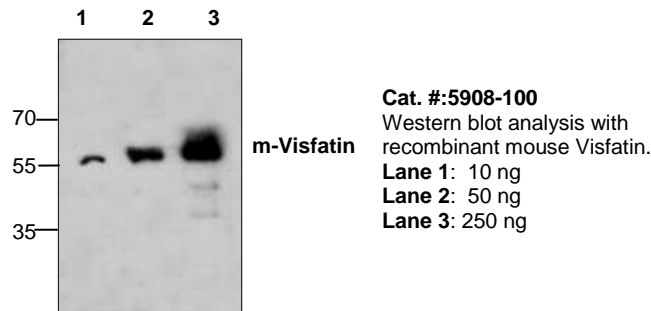 1 2 3
70
55
35
m-Visfatin
Cat. #:5908-100
Western blot analysis with
recombinant mouse Visfatin.
Lane 1: 10 ng
Lane 2: 50 ng
Lane 3: 250 ng